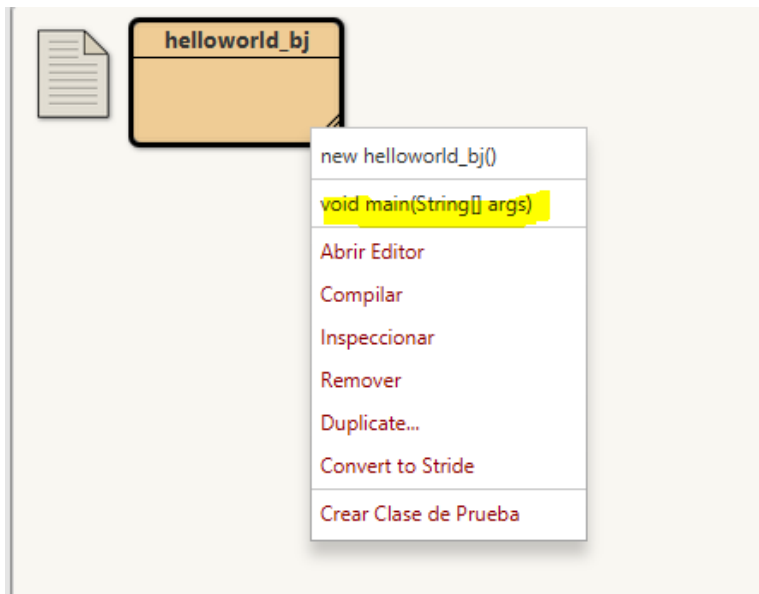 helloworld_bj
new helloworld_bj()
void main(String[] args)
Abrir Editor
Compilar
Inspeccionar
Remover
Duplicate...
Convert to Stride
Crear Clase de Prueba